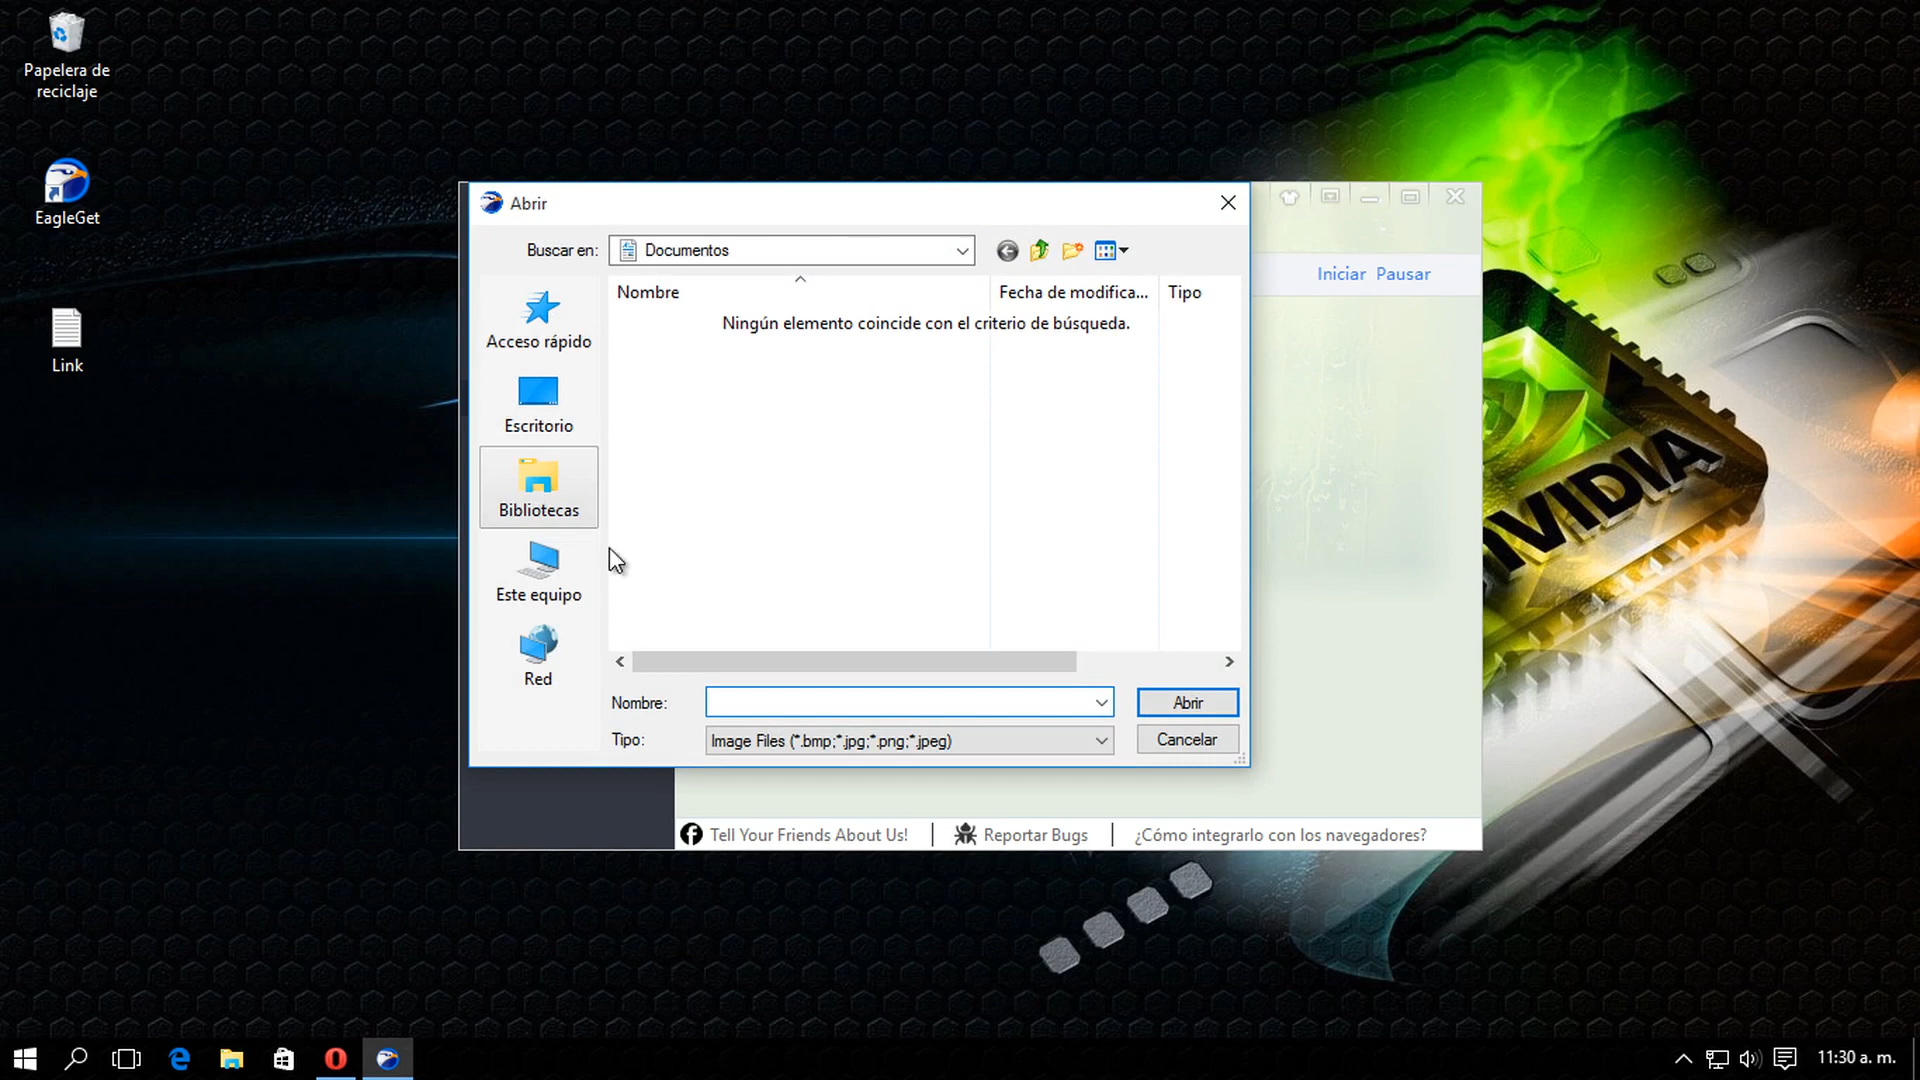 Papelera de
reciclaje
EagleGet
Link
Abrir
Buscar en: Documentos
Nombre Fecha de modifica... Tipo
Ningún elemento coincide con el criterio de búsqueda.
Acceso rápido
Escritorio
Bibliotecas
Este equipo
Red
Nombre: Abrir
Tipo: Image Files (*.bmp;*.jpg;*.png;*.jpeg) Cancelar
Iniciar Pausar
Tell Your Friends About Us! Reportar Bugs ¿Cómo integrarlo con los navegadores?
NVIDIA
11:30 a. m.